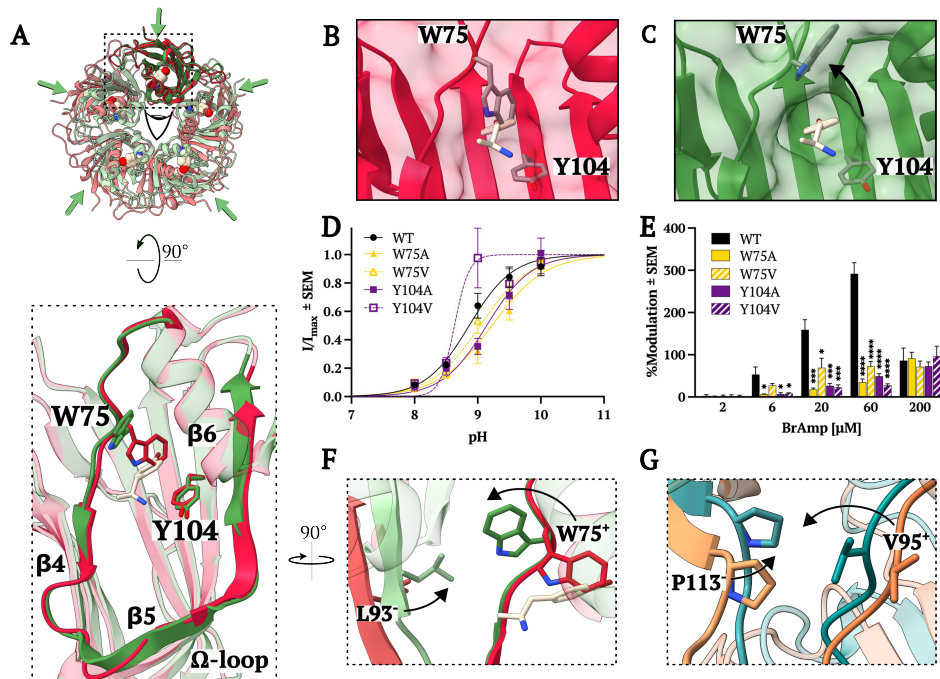 A
90°
W75
β6
Y104
β4
β5
Ω-loop
90°
B
W75
Y104
C
W75
Y104
D
I/Imax ± SEM
1.0
0.8
0.6
0.4
0.2
0.0
WT
W75A
W75V
Y104A
Y104V
7 8 9 10 11
pH
E
%Modulation ± SEM
400
300
200
100
0
WT
W75A
W75V
Y104A
Y104V
* * *
*** * *** ***
**** **** **** ****
2 6 20 60 200
BrAmp [μM]
F
W75+
L93-
G
V95+
P113-